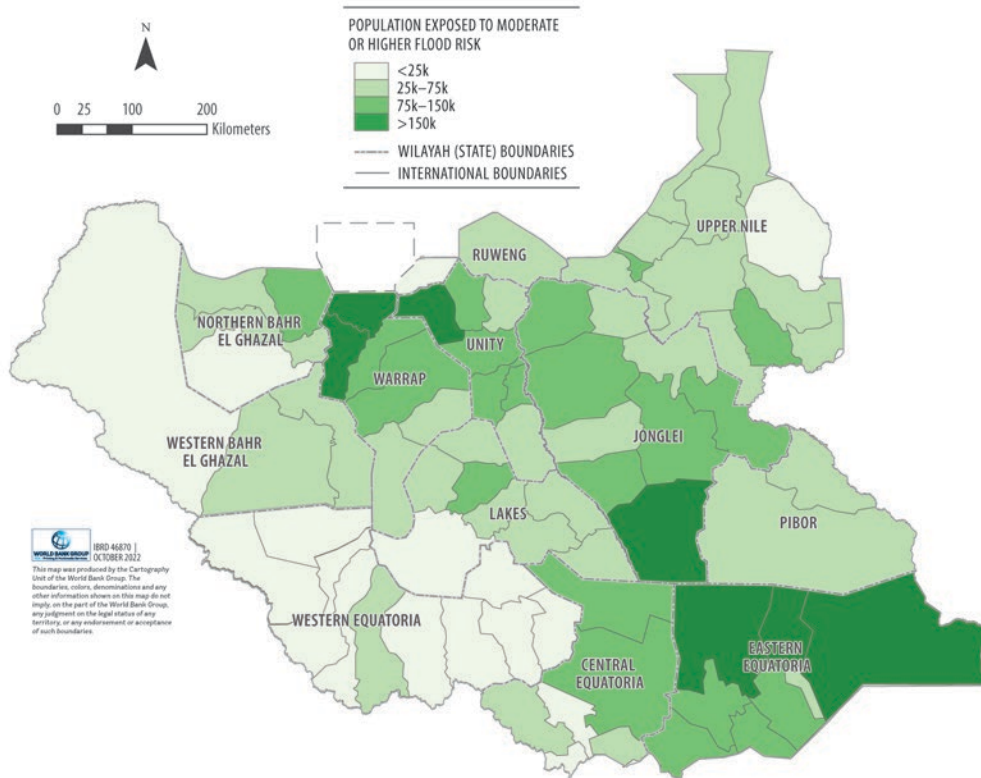 N
0 25 100 200
Kilometers
POPULATION EXPOSED TO MODERATE
OR HIGHER FLOOD RISK
<25k
25k–75k
75k–150k
>150k
WILAYAH (STATE) BOUNDARIES
INTERNATIONAL BOUNDARIES
UPPER NILE
RUWENG
NORTHERN BAHR
EL GHAZAL
UNITY
WARRAP
WESTERN BAHR
EL GHAZAL
JONGLEI
LAKES
PIBOR
WESTERN EQUATORIA
CENTRAL
EQUATORIA
EASTERN
EQUATORIA
WORLD BANK GROUP
IBRD 46870 |
OCTOBER 2022
This map was produced by the Cartography
Unit of the World Bank Group. The
boundaries, colors, denominations and any
other information shown on this map do not
imply, on the part of the World Bank Group,
any judgment on the legal status of any
territory, or any endorsement or acceptance
of such boundaries.